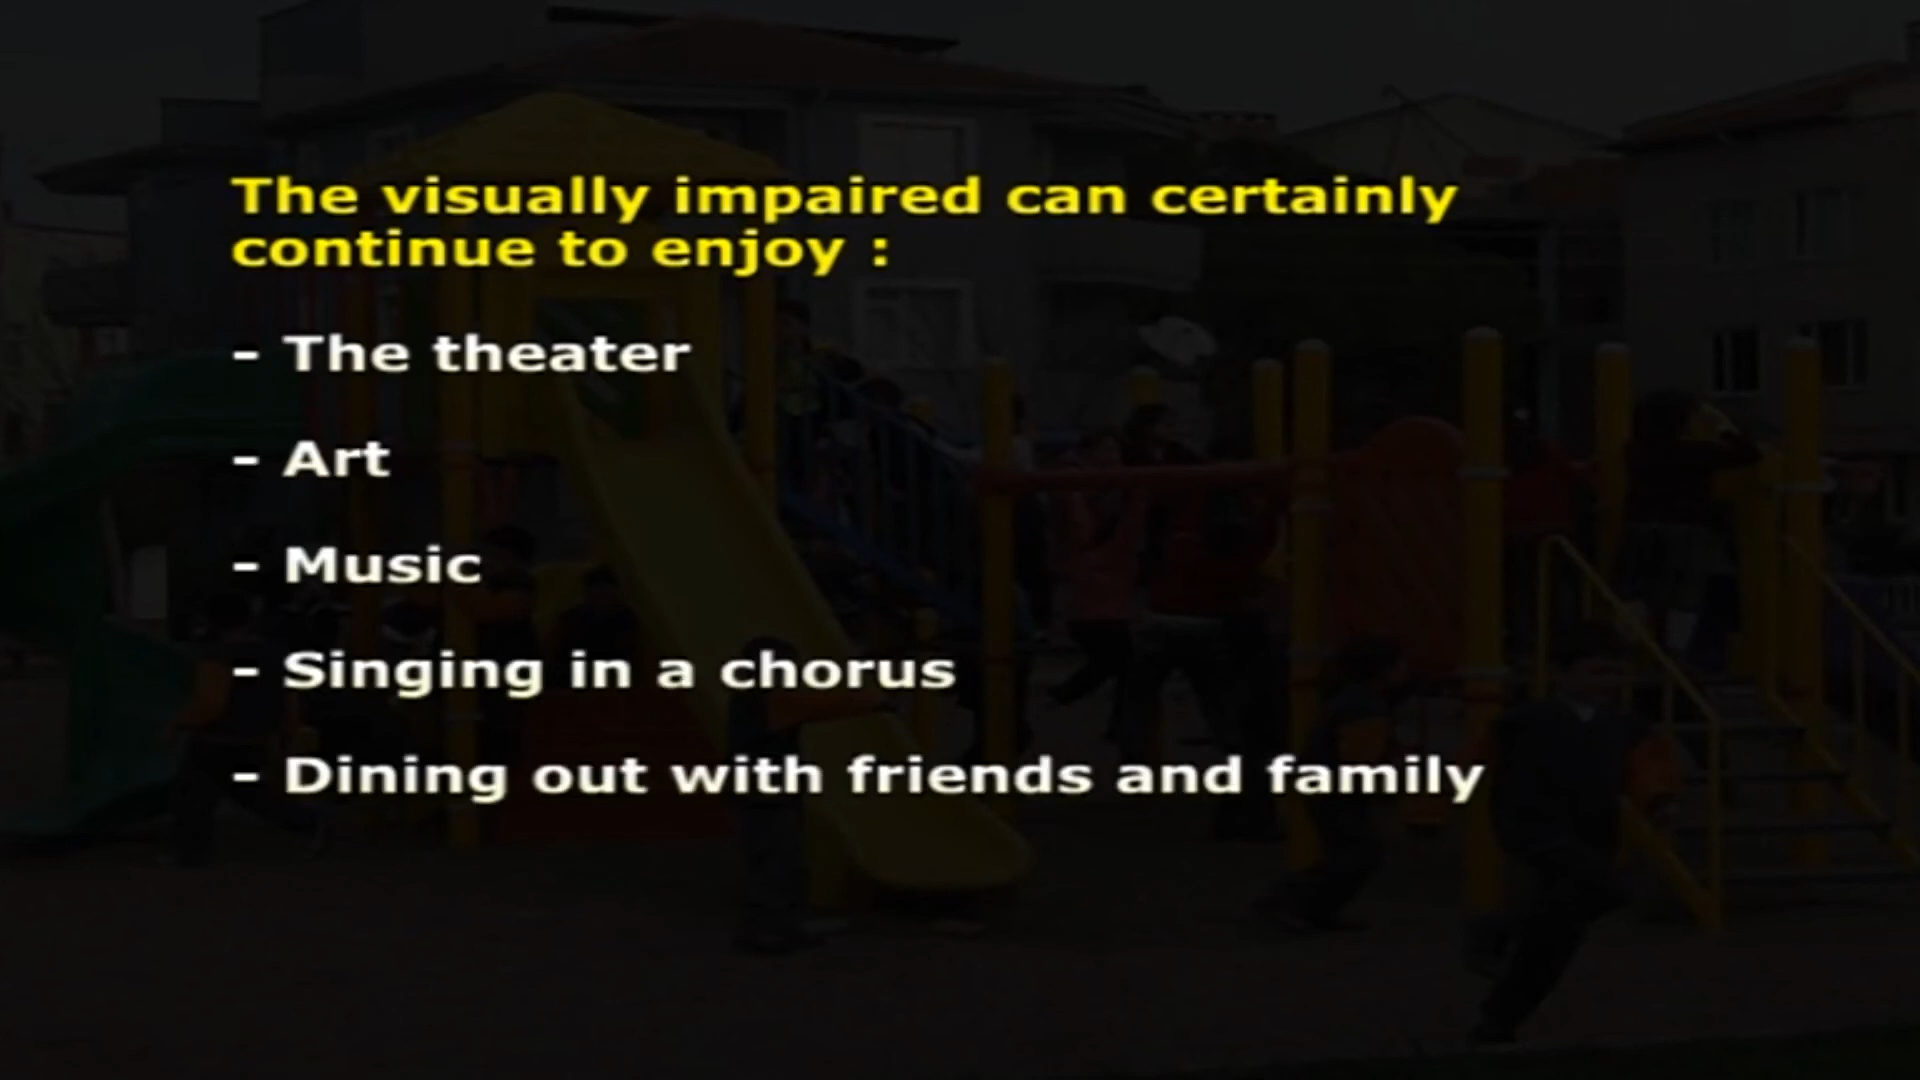 The visually impaired can certainly
continue to enjoy :
- The theater
- Art
- Music
- Singing in a chorus
- Dining out with friends and family